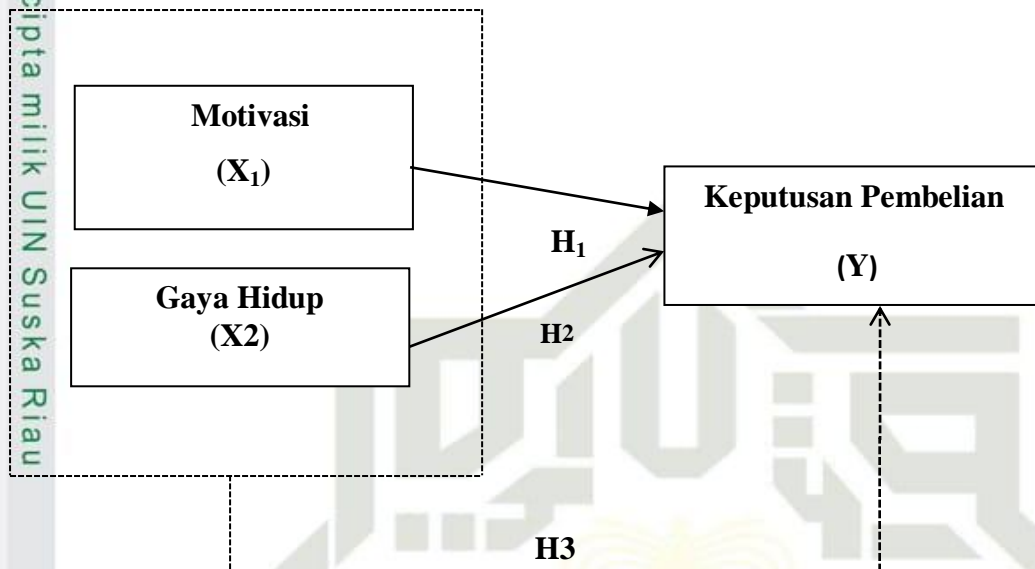 cipta milik UIN Suska Riau
Motivasi
(X₁)
Keputusan Pembelian
(Y)
H₁
Gaya Hidup
(X2)
H2
H3